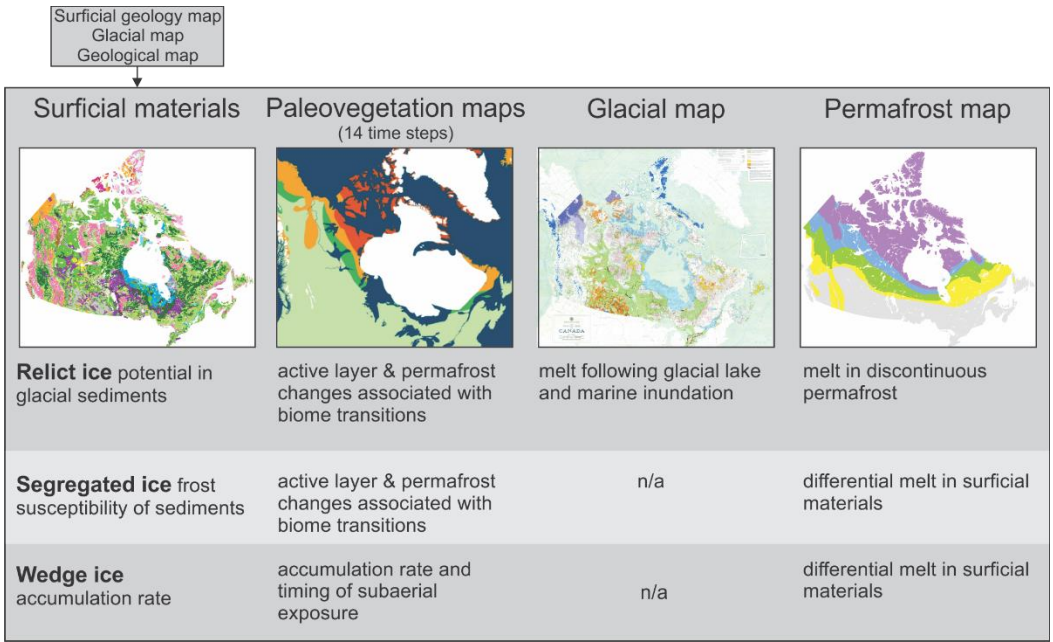 Surficial geology map
Glacial map
Geological map
Surficial materials
Paleovegetation maps
(14 time steps)
Glacial map
Permafrost map
CANADA
Relict ice potential in
glacial sediments
active layer & permafrost
changes associated with
biome transitions
melt following glacial lake
and marine inundation
melt in discontinuous
permafrost
Segregated ice frost
susceptibility of sediments
active layer & permafrost
changes associated with
biome transitions
n/a
differential melt in surficial
materials
Wedge ice
accumulation rate
accumulation rate and
timing of subaerial
exposure
n/a
differential melt in surficial
materials